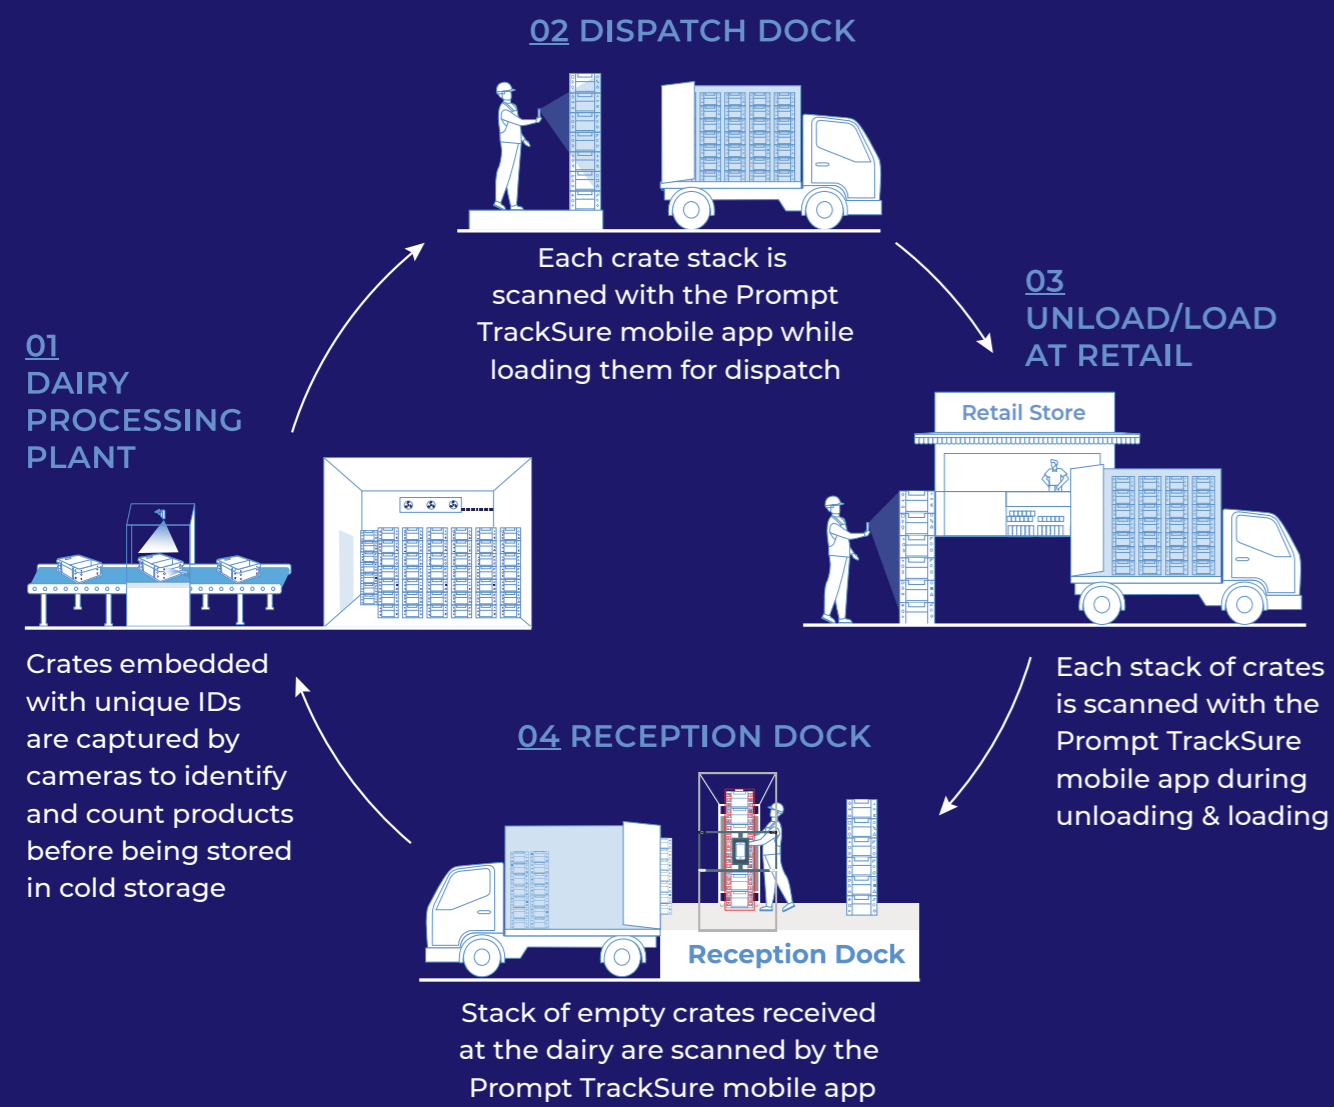 01
DAIRY
PROCESSING
PLANT
Crates embedded
with unique IDs
are captured by
cameras to identify
and count products
before being stored
in cold storage
02 DISPATCH DOCK
Each crate stack is
scanned with the Prompt
TrackSure mobile app while
loading them for dispatch
03
UNLOAD/LOAD
AT RETAIL
Retail Store
Each stack of crates
is scanned with the
Prompt TrackSure
mobile app during
unloading & loading
04 RECEPTION DOCK
Reception Dock
Stack of empty crates received
at the dairy are scanned by the
Prompt TrackSure mobile app